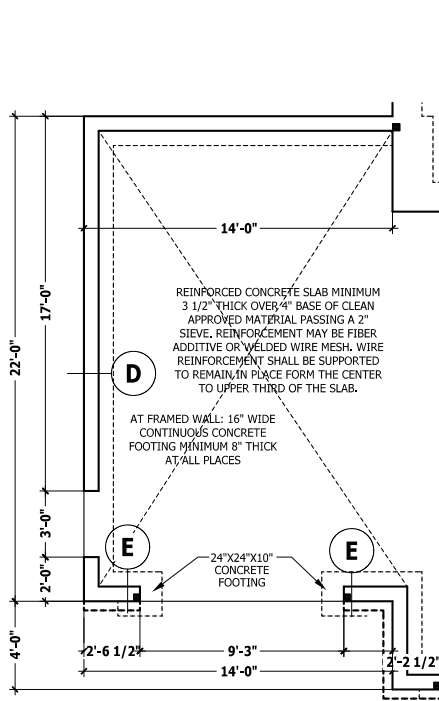 14'-0"
REINFORCED CONCRETE SLAB MINIMUM
3 1/2" THICK OVER 4" BASE OF CLEAN
APPROVED MATERIAL PASSING A 2"
SIEVE. REINFORCEMENT MAY BE FIBER
ADDITIVE OR WELDED WIRE MESH. WIRE
REINFORCEMENT SHALL BE SUPPORTED
TO REMAIN IN PLACE FORM THE CENTER
TO UPPER THIRD OF THE SLAB.
17'-0"
22'-0"
D
AT FRAMED WALL: 16" WIDE
CONTINUOUS CONCRETE
FOOTING MINIMUM 8" THICK
AT ALL PLACES
3'-0"
E
E
24"X24"X10"
CONCRETE
FOOTING
2'-0"
4'-0"
2'-6 1/2"
9'-3"
2'-2 1/2"
14'-0"